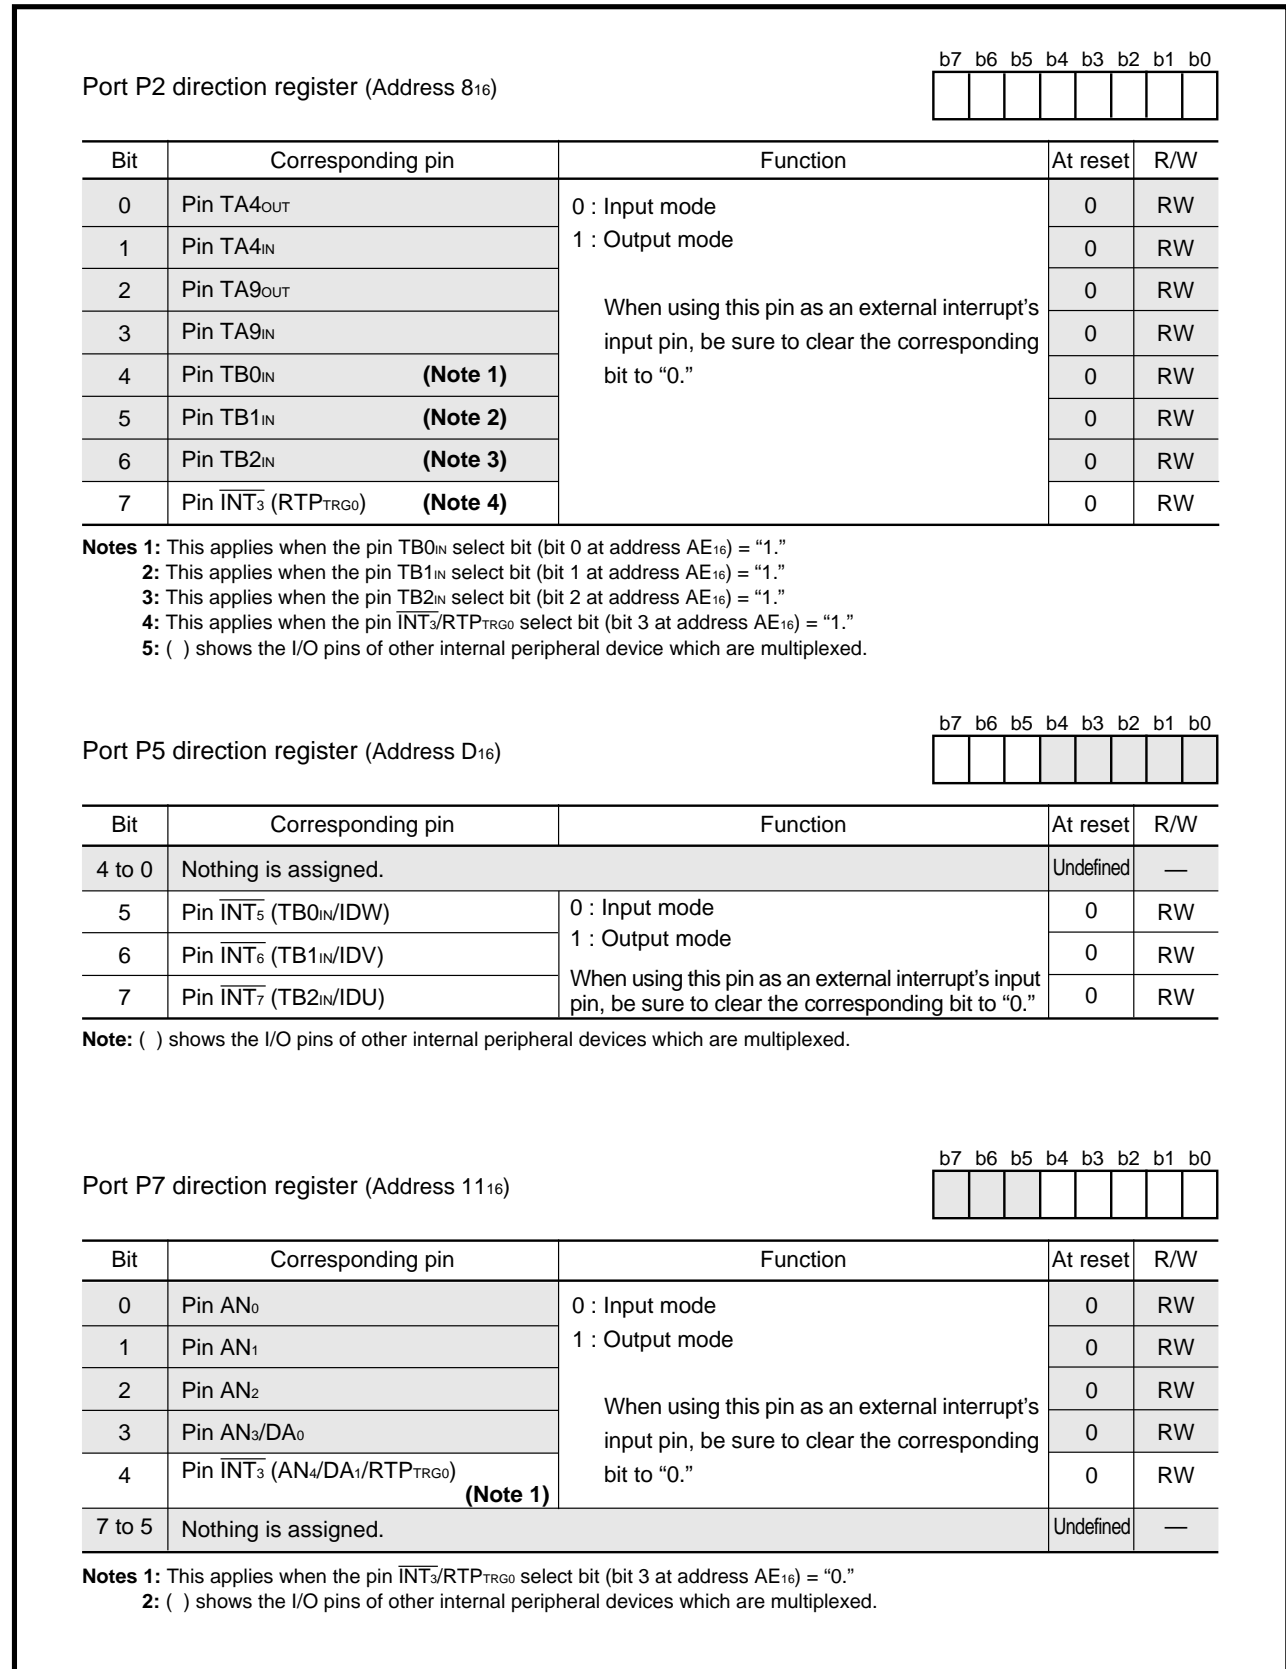 b7 b6 b5 b4 b3 b2 b1 b0
Port P2 direction register (Address 8₁₆)
Bit Corresponding pin Function At reset R/W
0 Pin TA4OUT 0 : Input mode 0 RW
1 Pin TA4IN 1 : Output mode 0 RW
2 Pin TA9OUT When using this pin as an external interrupt's 0 RW
3 Pin TA9IN input pin, be sure to clear the corresponding 0 RW
4 Pin TB0IN (Note 1) bit to “0.” 0 RW
5 Pin TB1IN (Note 2) 0 RW
6 Pin TB2IN (Note 3) 0 RW
7 Pin I̅N̅T̅₃ (RTPTRG0) (Note 4) 0 RW
Notes 1: This applies when the pin TB0IN select bit (bit 0 at address AE₁₆) = “1.”
2: This applies when the pin TB1IN select bit (bit 1 at address AE₁₆) = “1.”
3: This applies when the pin TB2IN select bit (bit 2 at address AE₁₆) = “1.”
4: This applies when the pin I̅N̅T̅₃/RTPTRG0 select bit (bit 3 at address AE₁₆) = “1.”
5: ( ) shows the I/O pins of other internal peripheral device which are multiplexed.
b7 b6 b5 b4 b3 b2 b1 b0
Port P5 direction register (Address D₁₆)
Bit Corresponding pin Function At reset R/W
4 to 0 Nothing is assigned. Undefined —
5 Pin I̅N̅T̅₅ (TB0IN/IDW) 0 : Input mode 0 RW
6 Pin I̅N̅T̅₆ (TB1IN/IDV) 1 : Output mode 0 RW
When using this pin as an external interrupt's input
7 Pin I̅N̅T̅₇ (TB2IN/IDU) pin, be sure to clear the corresponding bit to “0.” 0 RW
Note: ( ) shows the I/O pins of other internal peripheral devices which are multiplexed.
b7 b6 b5 b4 b3 b2 b1 b0
Port P7 direction register (Address 11₁₆)
Bit Corresponding pin Function At reset R/W
0 Pin AN₀ 0 : Input mode 0 RW
1 Pin AN₁ 1 : Output mode 0 RW
2 Pin AN₂ When using this pin as an external interrupt's 0 RW
3 Pin AN₃/DA₀ input pin, be sure to clear the corresponding 0 RW
4 Pin I̅N̅T̅₃ (AN₄/DA₁/RTPTRG0) bit to “0.” 0 RW
(Note 1)
7 to 5 Nothing is assigned. Undefined —
Notes 1: This applies when the pin I̅N̅T̅₃/RTPTRG0 select bit (bit 3 at address AE₁₆) = “0.”
2: ( ) shows the I/O pins of other internal peripheral devices which are multiplexed.